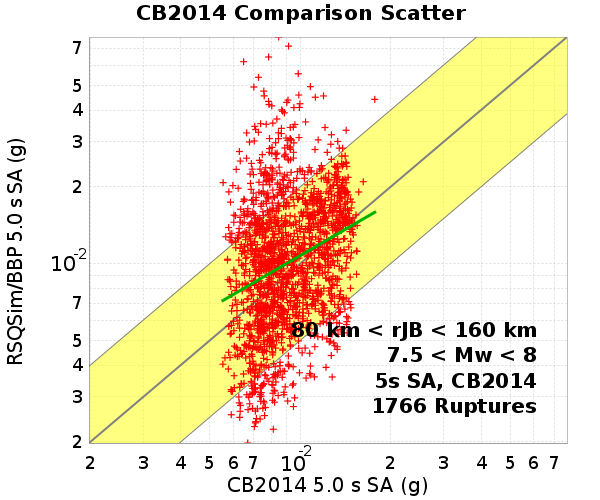 CB2014 Comparison Scatter
RSQSim/BBP 5.0 s SA (g)
7
5
4
3
2
10-2
7
5
4
3
2
80 km < rJB < 160 km
7.5 < Mw < 8
5s SA, CB2014
1766 Ruptures
2 3 4 5 6 7 10-2 2 3 4 5 6 7
CB2014 5.0 s SA (g)